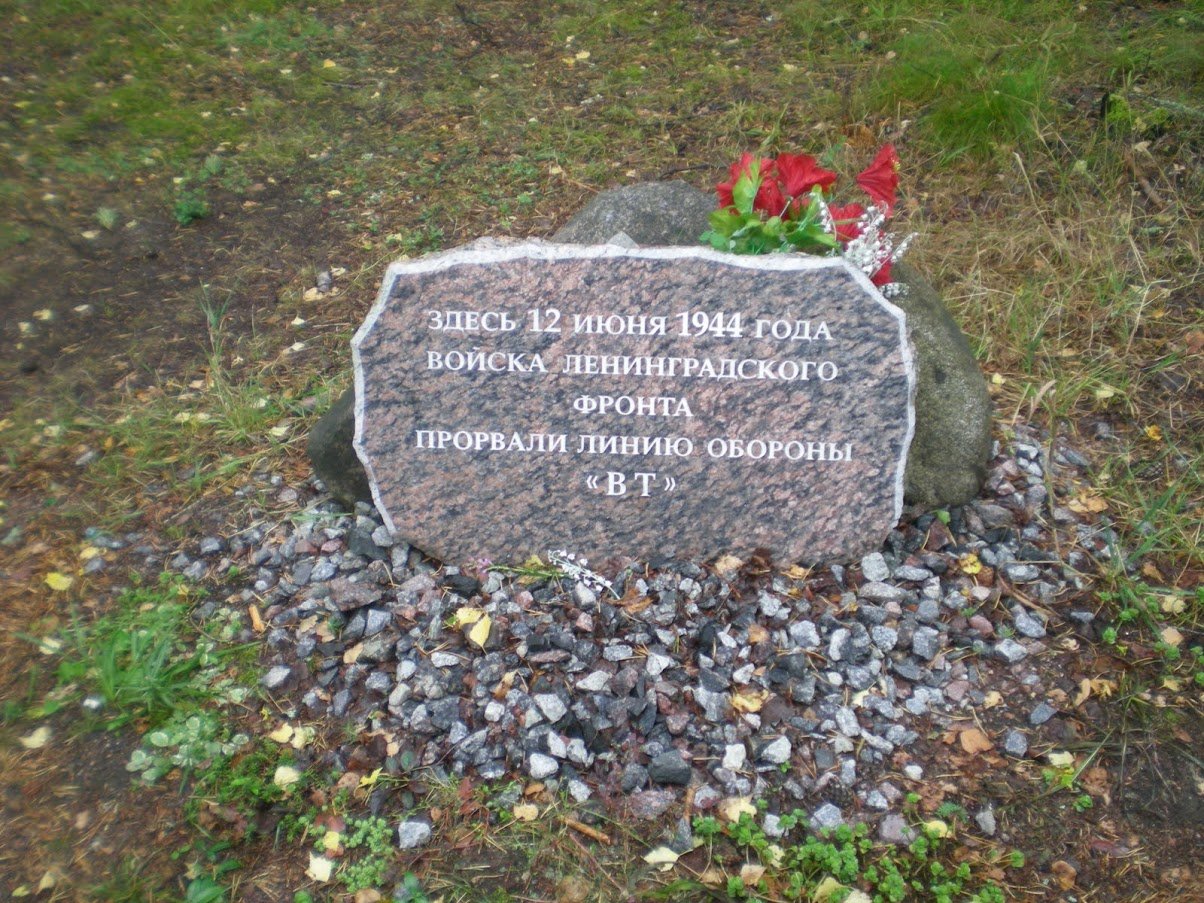 ЗДЕСЬ 12 ИЮНЯ 1944 ГОДА
ВОЙСКА ЛЕНИНГРАДСКОГО
ФРОНТА
ПРОРВАЛИ ЛИНИЮ ОБОРОНЫ
«ВТ»